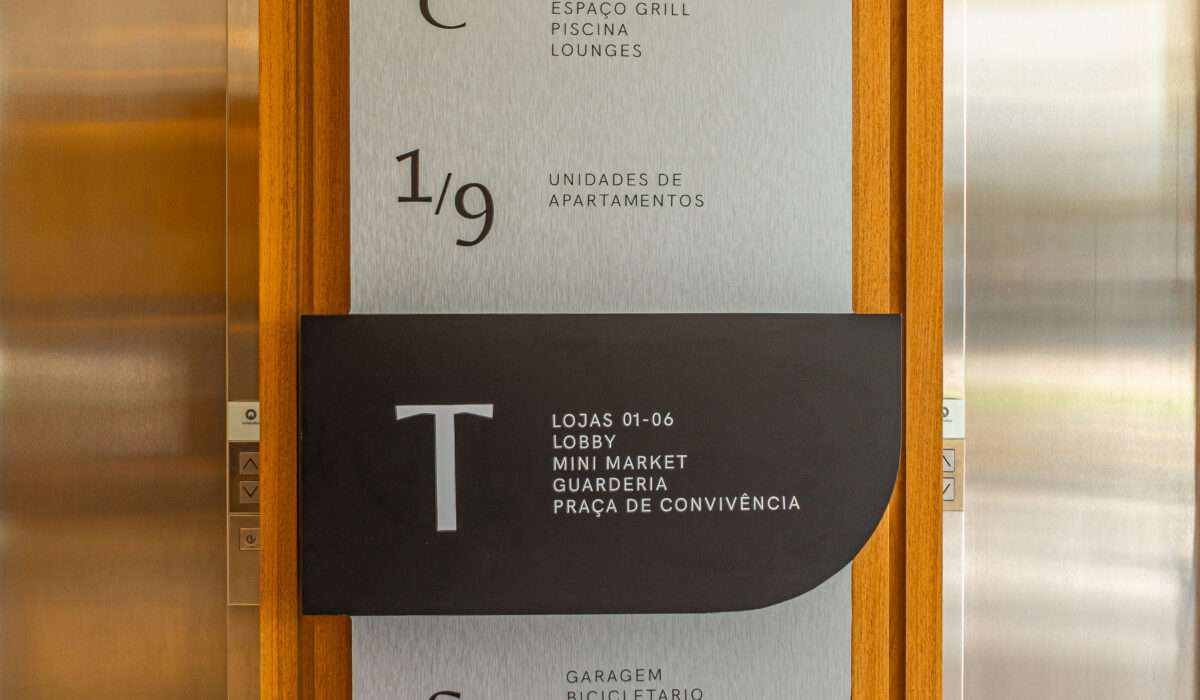 C
ESPAÇO GRILL
PISCINA
LOUNGES
1/9
UNIDADES DE
APARTAMENTOS
T
LOJAS 01-06
LOBBY
MINI MARKET
GUARDERIA
PRAÇA DE CONVIVÊNCIA
GARAGEM
BICICLETARIO